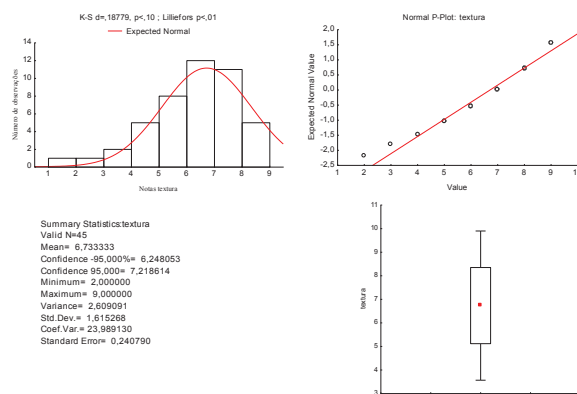 K-S d=,18779, p<,10 ; Lilliefors p<,01
Expected Normal
14
12
10
8
6
4
2
0
Número de observações
1 2 3 4 5 6 7 8 9
Notas textura
Normal P-Plot: textura
2,0
1,5
1,0
0,5
0,0
-0,5
-1,0
-1,5
-2,0
-2,5
Expected Normal Value
1 2 3 4 5 6 7 8 9 1
Value
Summary Statistics:textura
Valid N=45
Mean= 6,733333
Confidence -95,000%= 6,248053
Confidence 95,000= 7,218614
Minimum= 2,000000
Maximum= 9,000000
Variance= 2,609091
Std.Dev.= 1,615268
Coef.Var.= 23,989130
Standard Error= 0,240790
11
10
9
8
7
6
5
4
3
textura